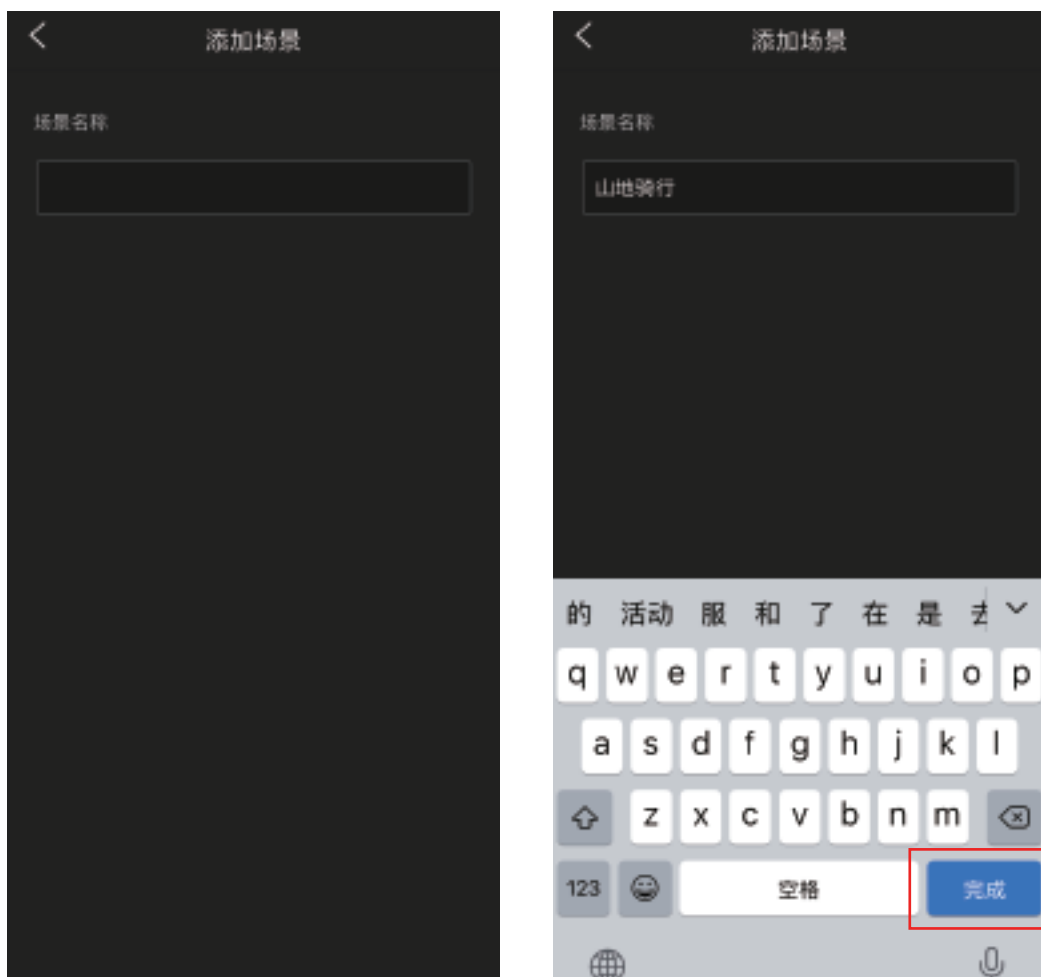 添加场景
场景名称
添加场景
场景名称
山地骑行
的 活动 服 和 了 在 是 去
q w e r t y u i o p
a s d f g h j k l
z x c v b n m
123 空格 完成